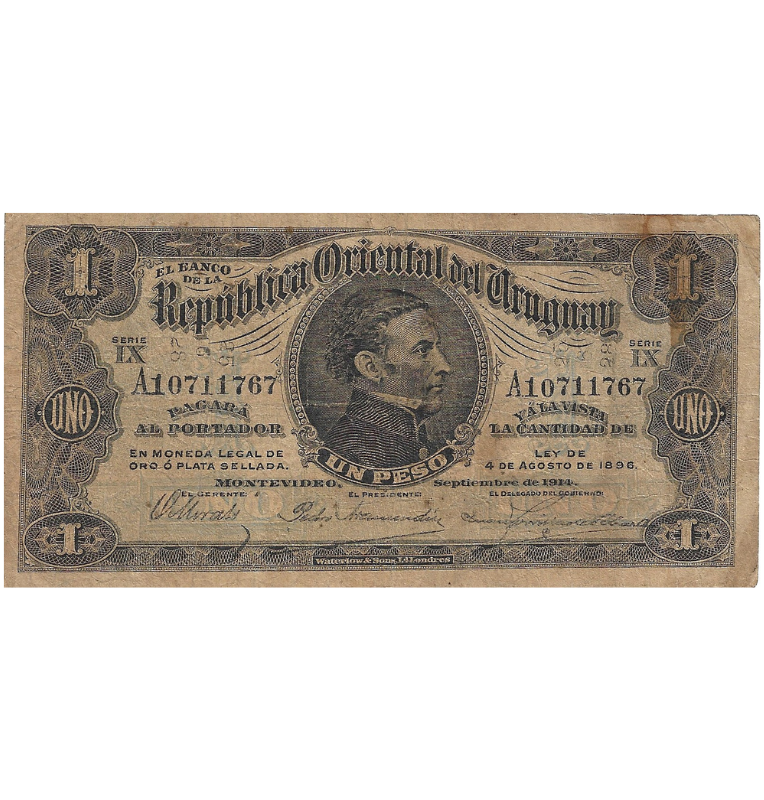 1 1
EL BANCO
DE LA
República Oriental del Uruguay
SERIE SERIE
IX IX
A10711767 A10711767
UNO UNO
PAGARÁ Y Á LA VISTA
AL PORTADOR LA CANTIDAD DE
UN PESO
EN MONEDA LEGAL DE LEY DE
ORO Ó PLATA SELLADA. 4 DE AGOSTO DE 1896.
MONTEVIDEO, Septiembre de 1914.
EL GERENTE: EL PRESIDENTE: EL DELEGADO DEL GOBIERNO:
1 1
Waterlow & Sons, Ld. Londres